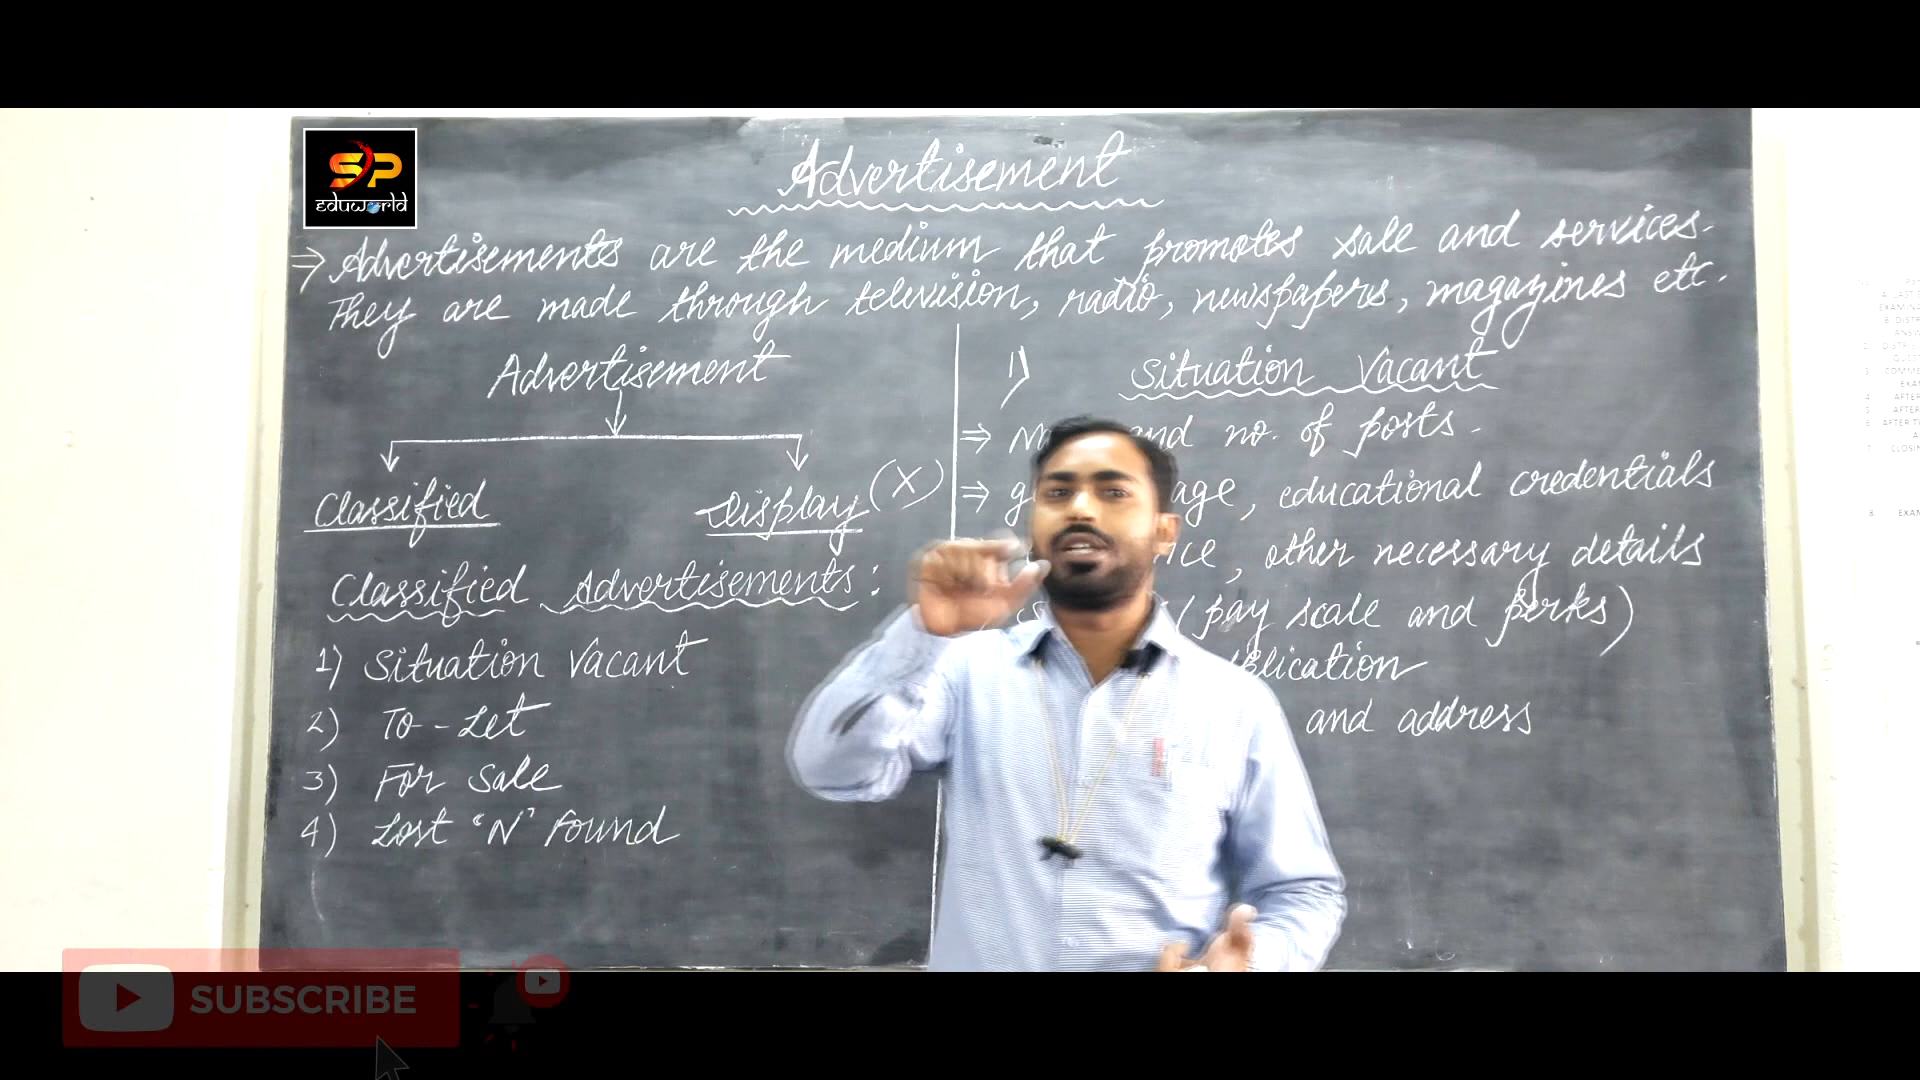 SP
eduworld
Advertisement
⇒ Advertisements are the medium that promotes sale and services.
They are made through television, radio, newspapers, magazines etc.
Advertisement
Classified
Display (X)
Classified Advertisements:
1) Situation Vacant
2) To-Let
3) For Sale
4) Lost 'N' Found
1) Situation Vacant
⇒ and no. of posts.
⇒ age, educational credentials
, other necessary details
(pay scale and perks)
and address
SUBSCRIBE